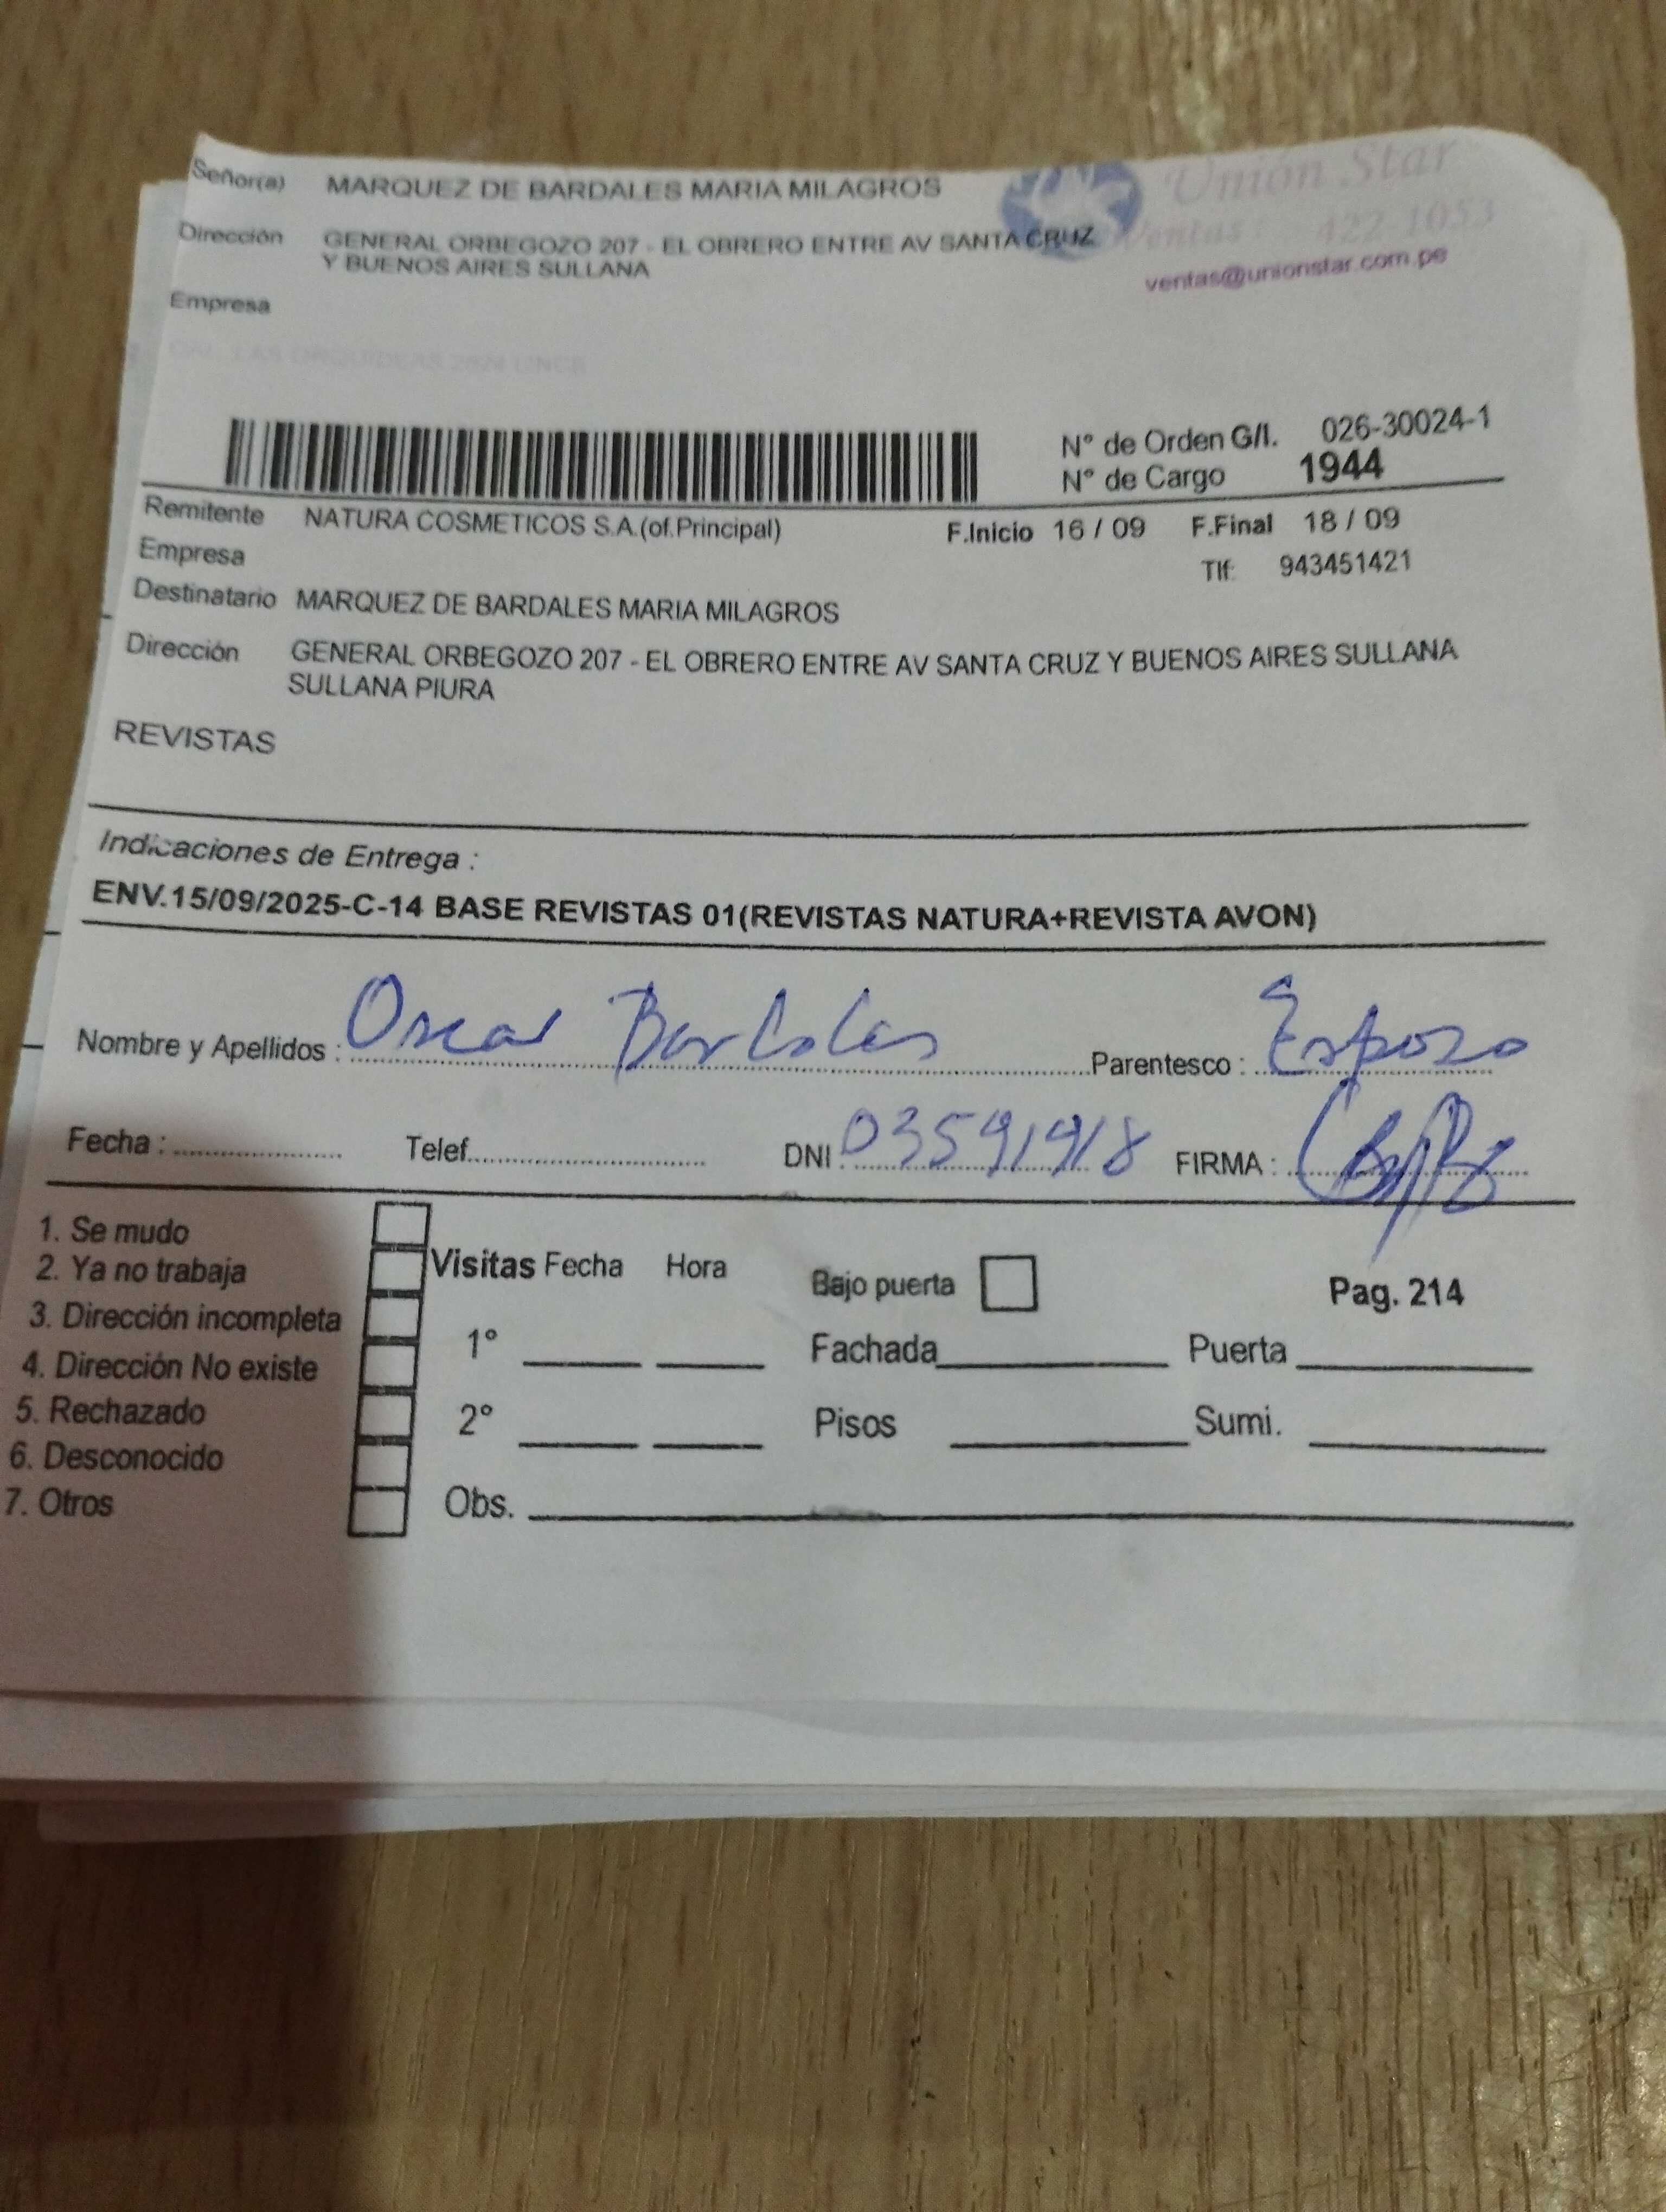 Señor(a) MARQUEZ DE BARDALES MARIA MILAGROS
Unión Star
Dirección GENERAL ORBEGOZO 207 - EL OBRERO ENTRE AV SANTA CRUZ
Y BUENOS AIRES SULLANA
Ventas: 422-1053
ventas@unionstar.com.pe
Empresa
N° de Orden G/I. 026-30024-1
N° de Cargo 1944
Remitente NATURA COSMETICOS S.A.(of.Principal) F.Inicio 16 / 09 F.Final 18 / 09
Empresa Tlf: 943451421
Destinatario MARQUEZ DE BARDALES MARIA MILAGROS
Dirección GENERAL ORBEGOZO 207 - EL OBRERO ENTRE AV SANTA CRUZ Y BUENOS AIRES SULLANA
SULLANA PIURA
REVISTAS
Indicaciones de Entrega :
ENV.15/09/2025-C-14 BASE REVISTAS 01(REVISTAS NATURA+REVISTA AVON)
Nombre y Apellidos : Oscar Bardales Parentesco : Esposo
Fecha : Telef. DNI 03591918 FIRMA :
1. Se mudo
2. Ya no trabaja
3. Dirección incompleta
4. Dirección No existe
5. Rechazado
6. Desconocido
7. Otros
Visitas Fecha Hora Bajo puerta Pag. 214
1° Fachada Puerta
2° Pisos Sumi.
Obs.